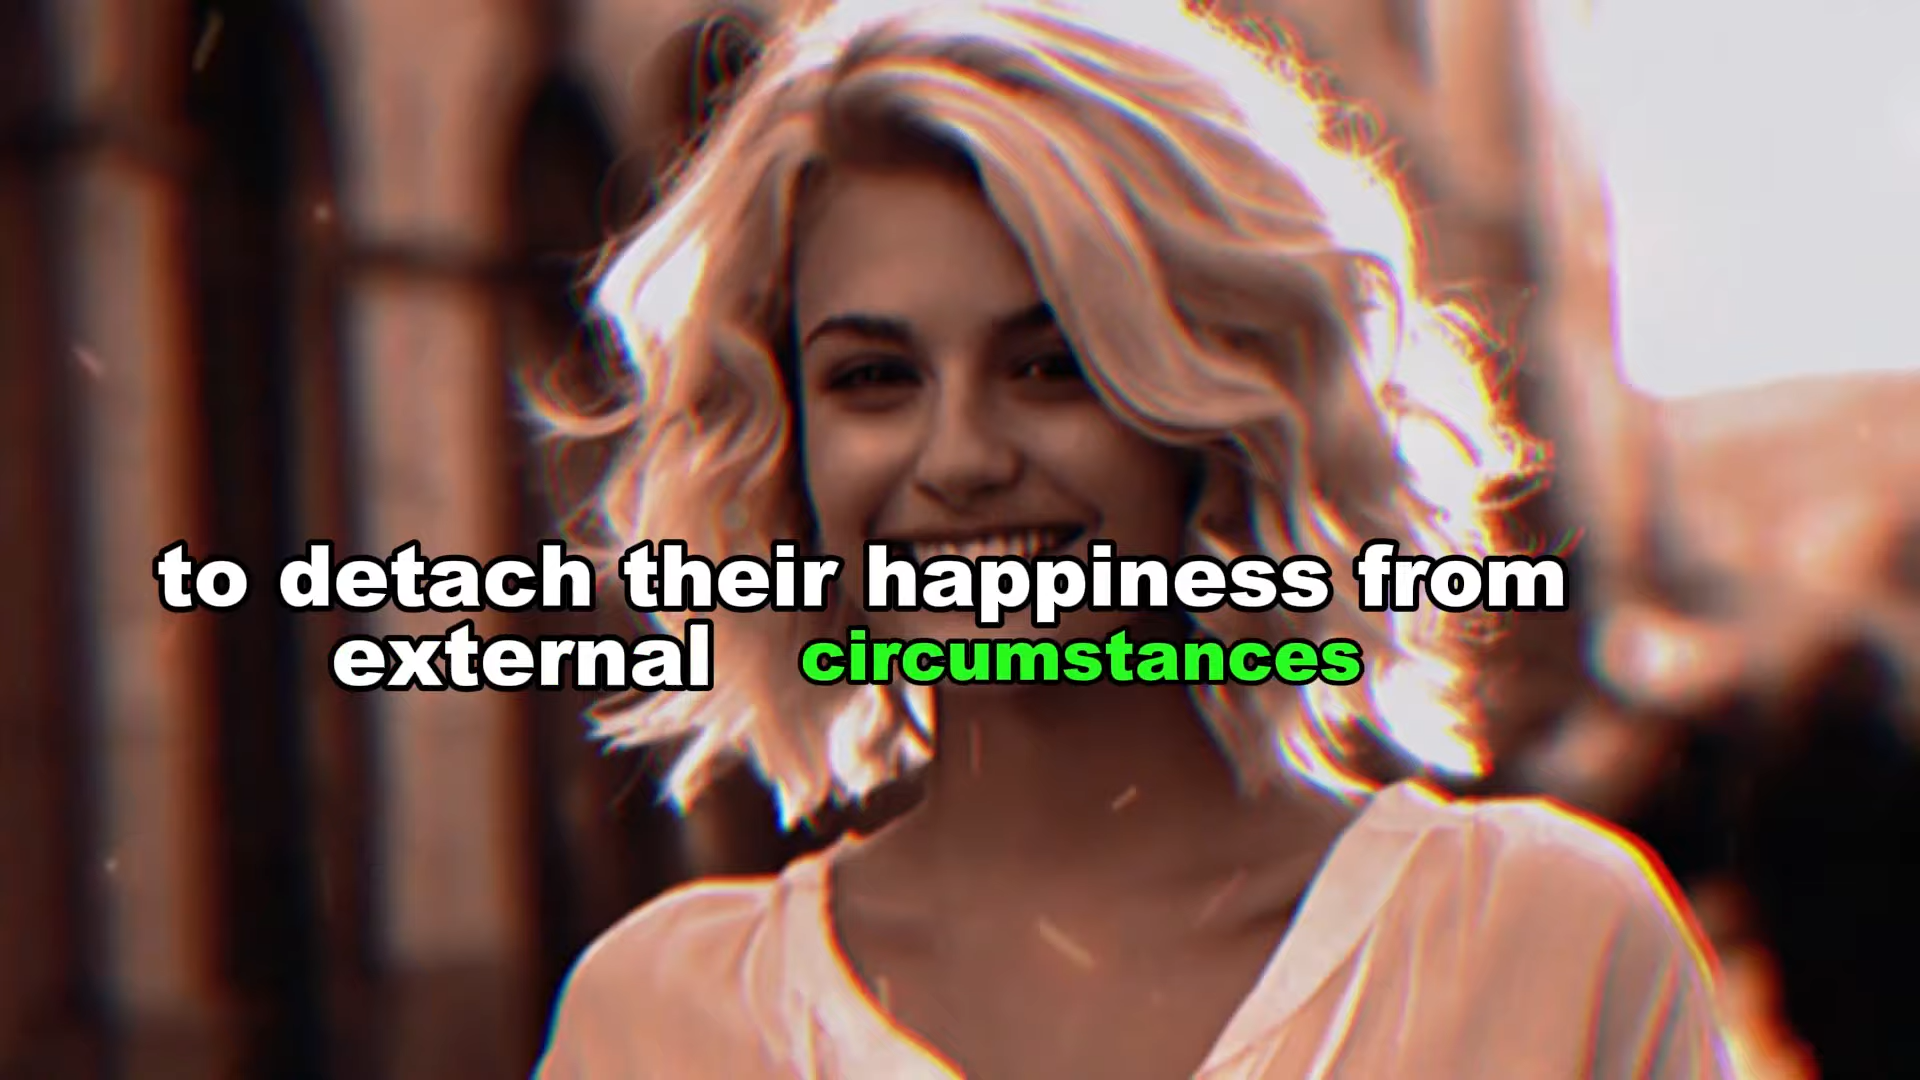 to detach their happiness from
external circumstances